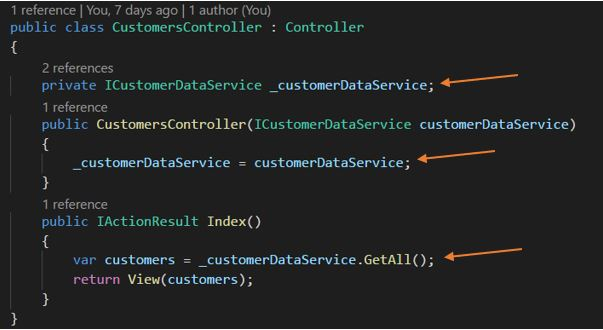 1 reference | You, 7 days ago | 1 author (You)
public class CustomersController : Controller
{
2 references
private ICustomerDataService _customerDataService;
1 reference
public CustomersController(ICustomerDataService customerDataService)
{
_customerDataService = customerDataService;
}
1 reference
public IActionResult Index()
{
var customers = _customerDataService.GetAll();
return View(customers);
}
}